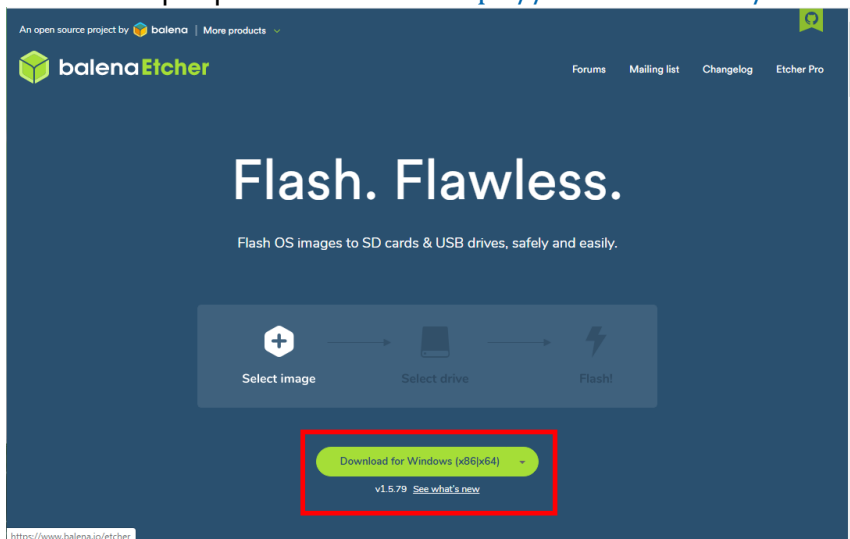 An open source project by balena | More products
balenaEtcher
Forums Mailing list Changelog Etcher Pro
Flash. Flawless.
Flash OS images to SD cards & USB drives, safely and easily.
Select image Select drive Flash!
Download for Windows (x86|x64)
v1.5.79 See what's new
https://www.balena.io/etcher